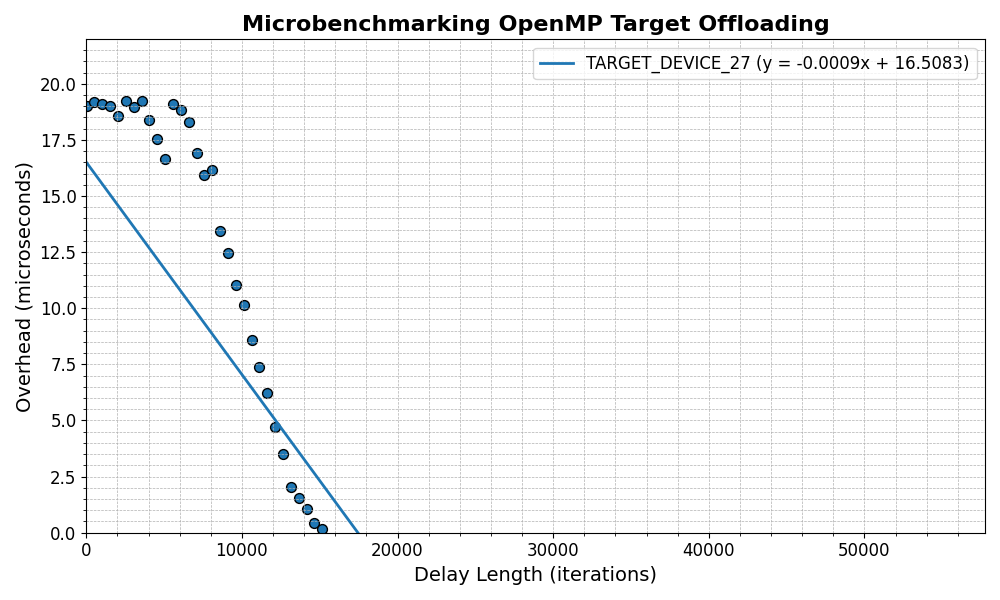 Microbenchmarking OpenMP Target Offloading
TARGET_DEVICE_27 (y = -0.0009x + 16.5083)
Overhead (microseconds)
20.0
17.5
15.0
12.5
10.0
7.5
5.0
2.5
0.0
0 10000 20000 30000 40000 50000
Delay Length (iterations)